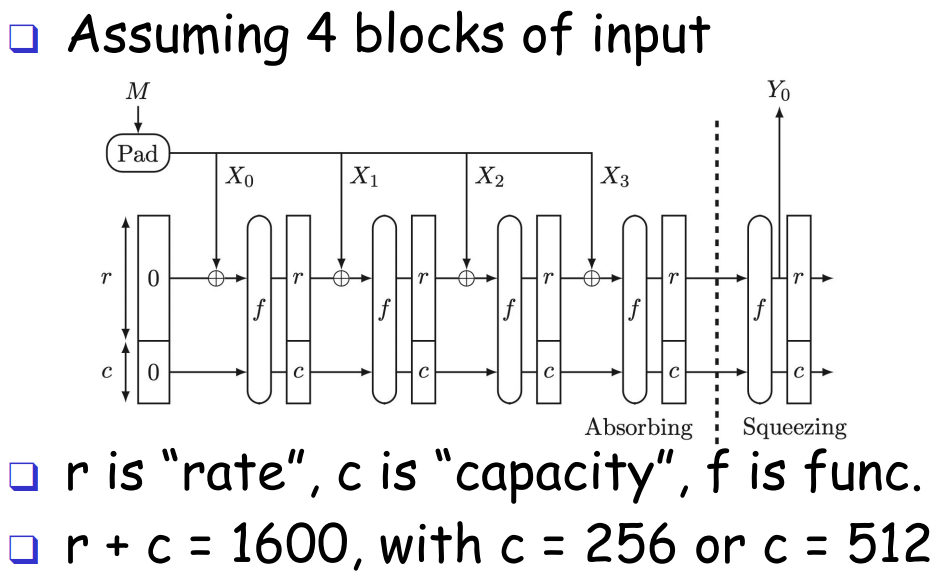 Assuming 4 blocks of input
M
Y₀
Pad
X₀ X₁ X₂ X₃
r 0 r r r r r
f f f f f
c 0 c c c c c
Absorbing Squeezing
r is “rate”, c is “capacity”, f is func.
r + c = 1600, with c = 256 or c = 512